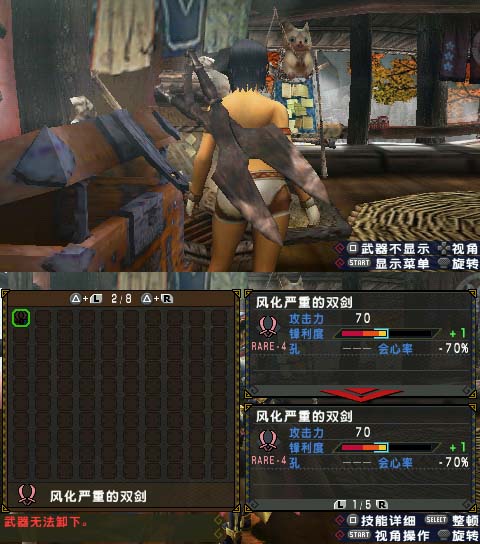 □武器不显示 视角
START 显示菜单 旋转
△+L 2/8 △+R
风化严重的双剑
攻击力 70
锋利度 +1
RARE-4 孔 --- 会心率 -70%
风化严重的双剑
攻击力 70
锋利度 +1
RARE-4 孔 --- 会心率 -70%
风化严重的双剑
L 1/5 R
武器无法卸下。
□技能详细 SELECT 整顿
START 视角操作 旋转